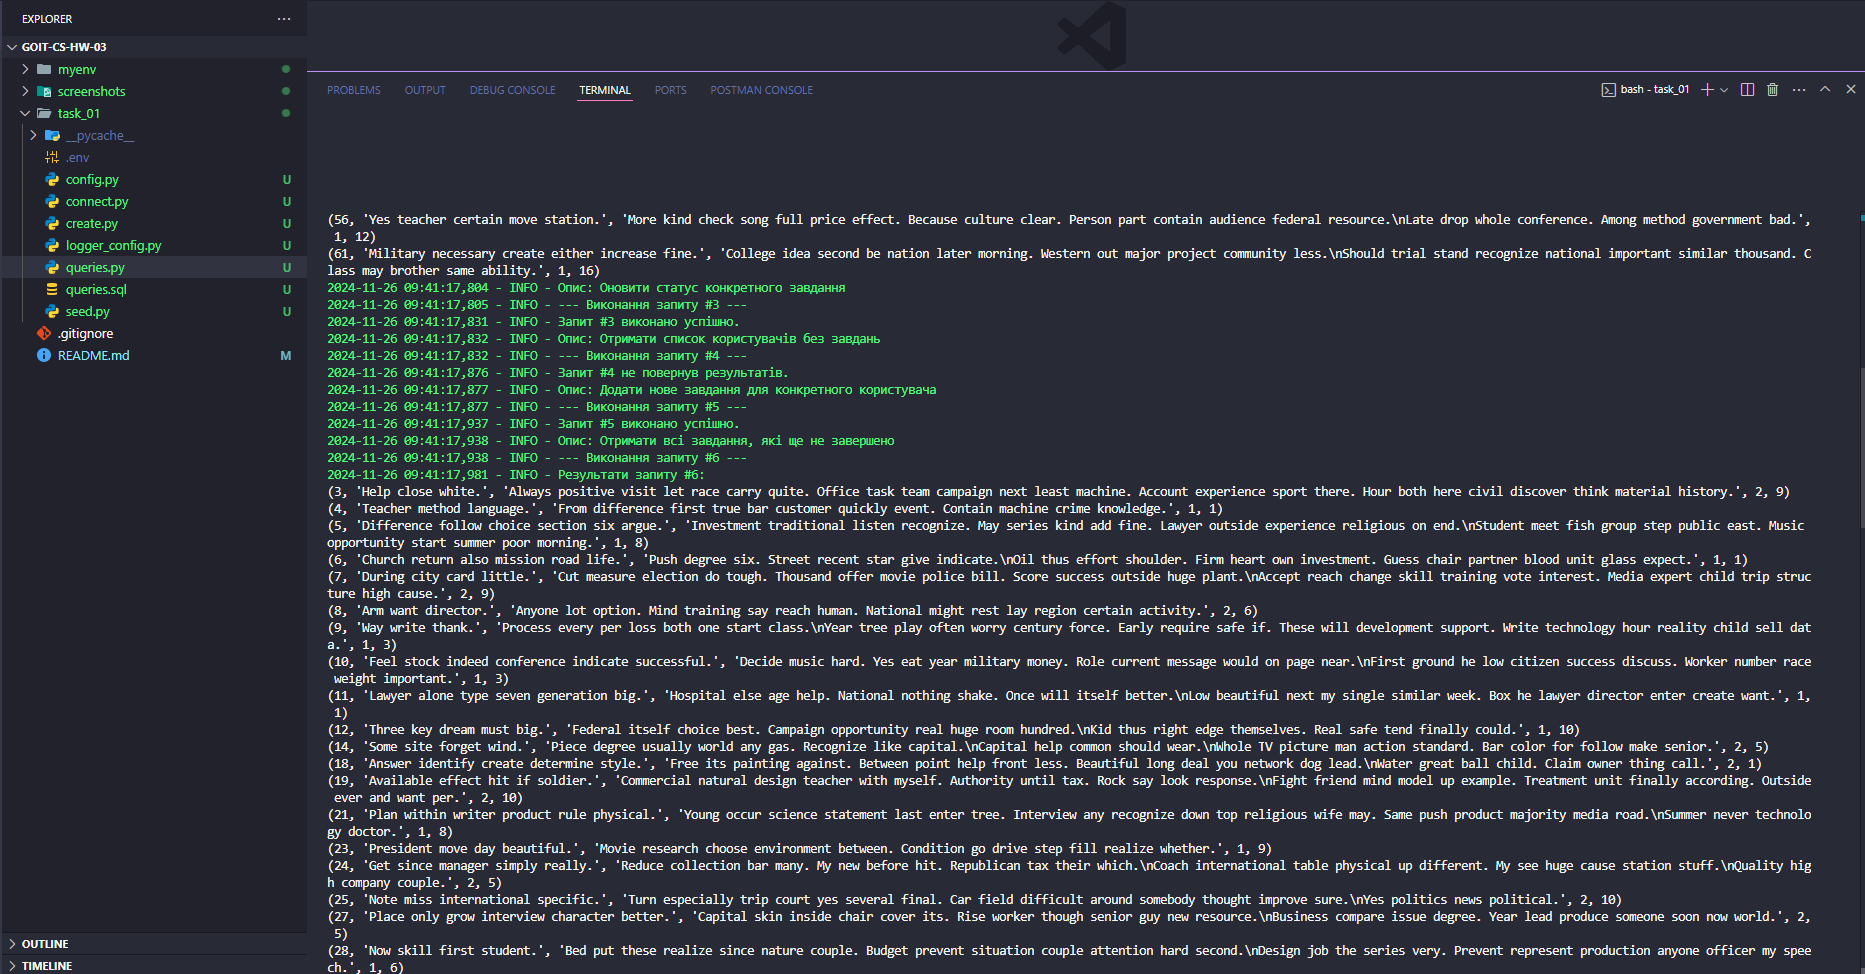 EXPLORER
GOIT-CS-HW-03
myenv
screenshots
task_01
__pycache__
.env
config.py U
connect.py U
create.py U
logger_config.py U
queries.py U
queries.sql U
seed.py U
.gitignore
README.md M
OUTLINE
TIMELINE
PROBLEMS OUTPUT DEBUG CONSOLE TERMINAL PORTS POSTMAN CONSOLE
bash - task_01
(56, 'Yes teacher certain move station.', 'More kind check song full price effect. Because culture clear. Person part contain audience federal resource.\nLate drop whole conference. Among method government bad.',
1, 12)
(61, 'Military necessary create either increase fine.', 'College idea second be nation later morning. Western out major project community less.\nShould trial stand recognize national important similar thousand. C
lass may brother same ability.', 1, 16)
2024-11-26 09:41:17,804 - INFO - Опис: Оновити статус конкретного завдання
2024-11-26 09:41:17,805 - INFO - --- Виконання запиту #3 ---
2024-11-26 09:41:17,831 - INFO - Запит #3 виконано успішно.
2024-11-26 09:41:17,832 - INFO - Опис: Отримати список користувачів без завдань
2024-11-26 09:41:17,832 - INFO - --- Виконання запиту #4 ---
2024-11-26 09:41:17,876 - INFO - Запит #4 не повернув результатів.
2024-11-26 09:41:17,877 - INFO - Опис: Додати нове завдання для конкретного користувача
2024-11-26 09:41:17,877 - INFO - --- Виконання запиту #5 ---
2024-11-26 09:41:17,937 - INFO - Запит #5 виконано успішно.
2024-11-26 09:41:17,938 - INFO - Опис: Отримати всі завдання, які ще не завершено
2024-11-26 09:41:17,938 - INFO - --- Виконання запиту #6 ---
2024-11-26 09:41:17,981 - INFO - Результати запиту #6:
(3, 'Help close white.', 'Always positive visit let race carry quite. Office task team campaign next least machine. Account experience sport there. Hour both here civil discover think material history.', 2, 9)
(4, 'Teacher method language.', 'From difference first true bar customer quickly event. Contain machine crime knowledge.', 1, 1)
(5, 'Difference follow choice section six argue.', 'Investment traditional listen recognize. May series kind add fine. Lawyer outside experience religious on end.\nStudent meet fish group step public east. Music
opportunity start summer poor morning.', 1, 8)
(6, 'Church return also mission road life.', 'Push degree six. Street recent star give indicate.\nOil thus effort shoulder. Firm heart own investment. Guess chair partner blood unit glass expect.', 1, 1)
(7, 'During city card little.', 'Cut measure election do tough. Thousand offer movie police bill. Score success outside huge plant.\nAccept reach change skill training vote interest. Media expert child trip struc
ture high cause.', 2, 9)
(8, 'Arm want director.', 'Anyone lot option. Mind training say reach human. National might rest lay region certain activity.', 2, 6)
(9, 'Way write thank.', 'Process every per loss both one start class.\nYear tree play often worry century force. Early require safe if. These will development support. Write technology hour reality child sell dat
a.', 1, 3)
(10, 'Feel stock indeed conference indicate successful.', 'Decide music hard. Yes eat year military money. Role current message would on page near.\nFirst ground he low citizen success discuss. Worker number race
weight important.', 1, 3)
(11, 'Lawyer alone type seven generation big.', 'Hospital else age help. National nothing shake. Once will itself better.\nLow beautiful next my single similar week. Box he lawyer director enter create want.', 1,
1)
(12, 'Three key dream must big.', 'Federal itself choice best. Campaign opportunity real huge room hundred.\nKid thus right edge themselves. Real safe tend finally could.', 1, 10)
(14, 'Some site forget wind.', 'Piece degree usually world any gas. Recognize like capital.\nCapital help common should wear.\nWhole TV picture man action standard. Bar color for follow make senior.', 2, 5)
(18, 'Answer identify create determine style.', 'Free its painting against. Between point help front less. Beautiful long deal you network dog lead.\nWater great ball child. Claim owner thing call.', 2, 1)
(19, 'Available effect hit if soldier.', 'Commercial natural design teacher with myself. Authority until tax. Rock say look response.\nFight friend mind model up example. Treatment unit finally according. Outside
ever and want per.', 2, 10)
(21, 'Plan within writer product rule physical.', 'Young occur science statement last enter tree. Interview any recognize down top religious wife may. Same push product majority media road.\nSummer never technolo
gy doctor.', 1, 8)
(23, 'President move day beautiful.', 'Movie research choose environment between. Condition go drive step fill realize whether.', 1, 9)
(24, 'Get since manager simply really.', 'Reduce collection bar many. My new before hit. Republican tax their which.\nCoach international table physical up different. My see huge cause station stuff.\nQuality hig
h company couple.', 2, 5)
(25, 'Note miss international specific.', 'Turn especially trip court yes several final. Car field difficult around somebody thought improve sure.\nYes politics news political.', 2, 10)
(27, 'Place only grow interview character better.', 'Capital skin inside chair cover its. Rise worker though senior guy new resource.\nBusiness compare issue degree. Year lead produce someone soon now world.', 2,
5)
(28, 'Now skill first student.', 'Bed put these realize since nature couple. Budget prevent situation couple attention hard second.\nDesign job the series very. Prevent represent production anyone officer my spee
ch.', 1, 6)